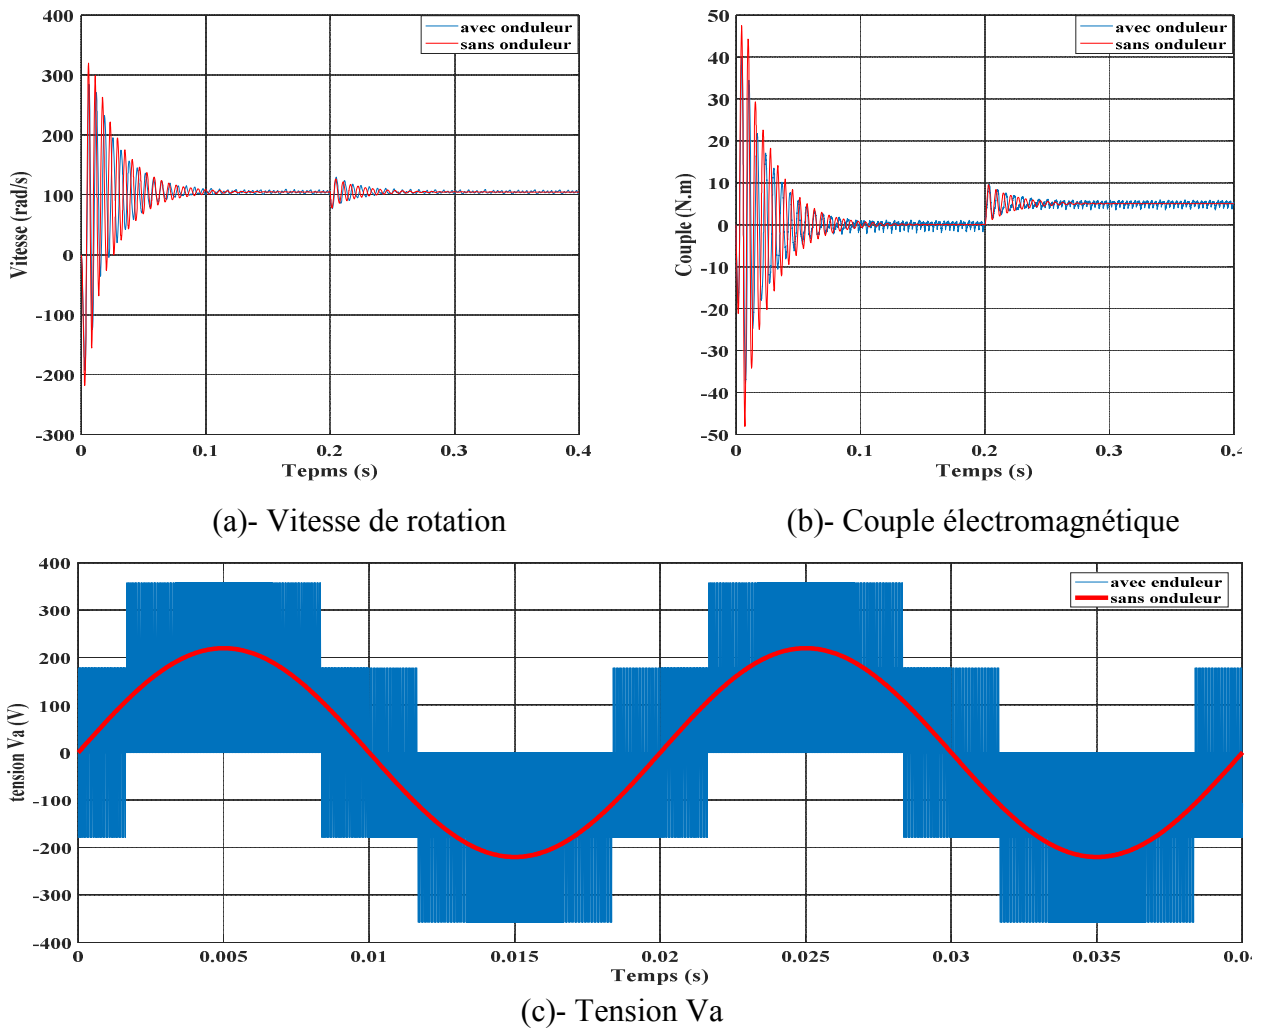 400
300
200
100
0
-100
-200
-300
Vitesse (rad/s)
avec onduleur
sans onduleur
0 0.1 0.2 0.3 0.4
Tepms (s)
(a)- Vitesse de rotation
50
40
30
20
10
0
-10
-20
-30
-40
-50
Couple (N.m)
avec onduleur
sans onduleur
0 0.1 0.2 0.3 0.4
Temps (s)
(b)- Couple électromagnétique
400
300
200
100
0
-100
-200
-300
-400
tension Va (V)
avec enduleur
sans onduleur
0 0.005 0.01 0.015 0.02 0.025 0.03 0.035 0.0
Temps (s)
(c)- Tension Va